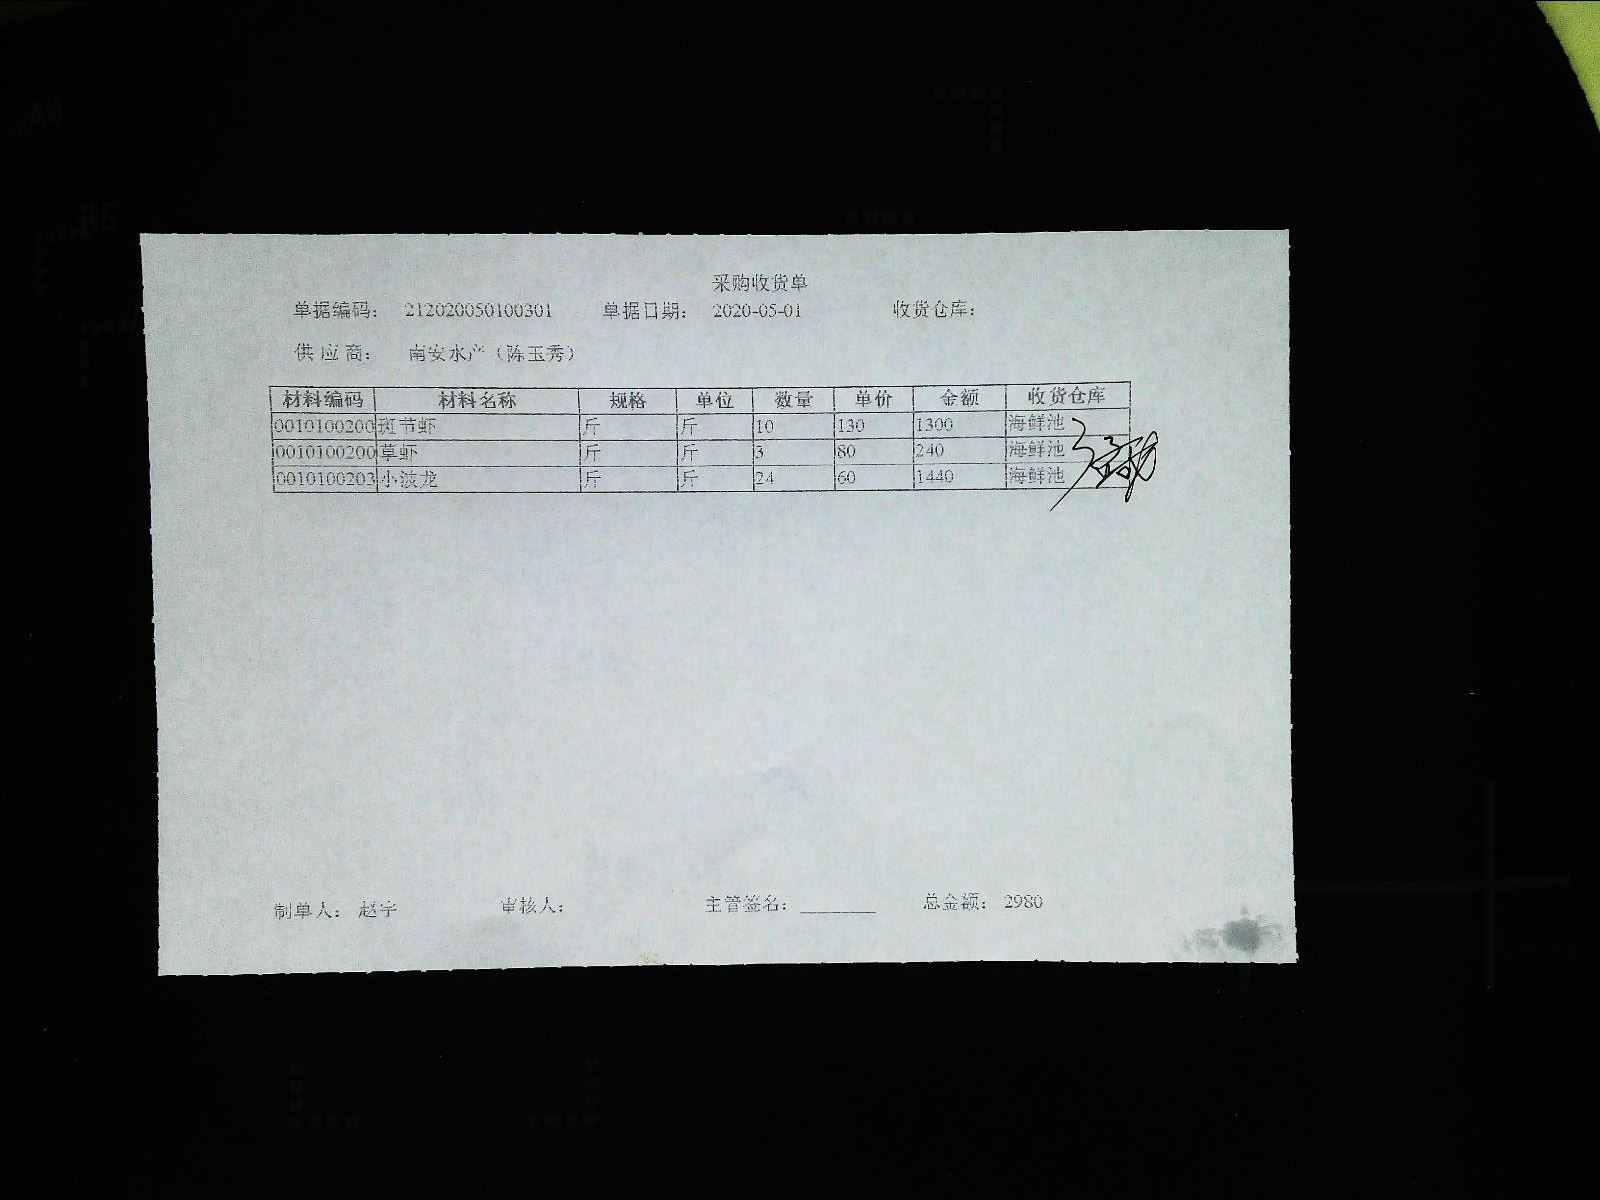 采购收货单
单据编码： 212020050100301 单据日期： 2020-05-01 收货仓库：
供 应 商： 南安水产（陈玉秀）
材料编码 材料名称 规格 单位 数量 单价 金额 收货仓库
0010100200 斑节虾 斤 斤 10 130 1300 海鲜池
0010100200 草虾 斤 斤 3 80 240 海鲜池
0010100203 小波龙 斤 斤 24 60 1440 海鲜池
制单人： 赵宇 审核人： 主管签名：________ 总金额： 2980